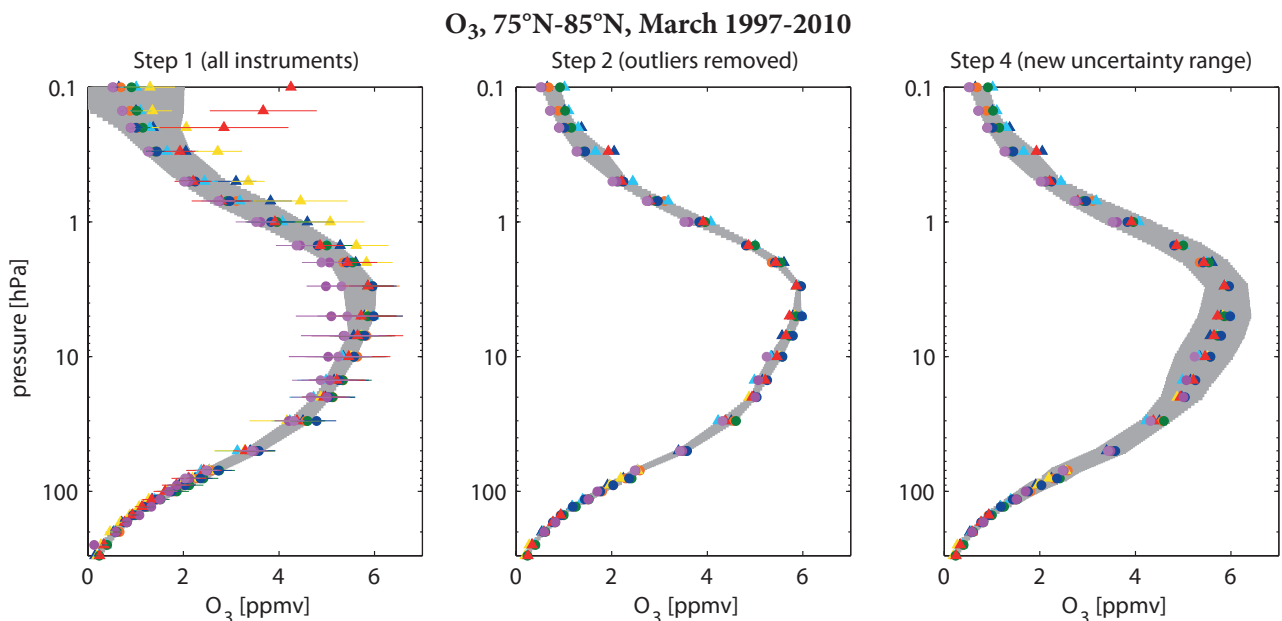 O3, 75°N-85°N, March 1997-2010
Step 1 (all instruments)
Step 2 (outliers removed)
Step 4 (new uncertainty range)
pressure [hPa]
0.1
1
10
100
0 2 4 6
O3 [ppmv]
0.1
1
10
100
0 2 4 6
O3 [ppmv]
0.1
1
10
100
0 2 4 6
O3 [ppmv]